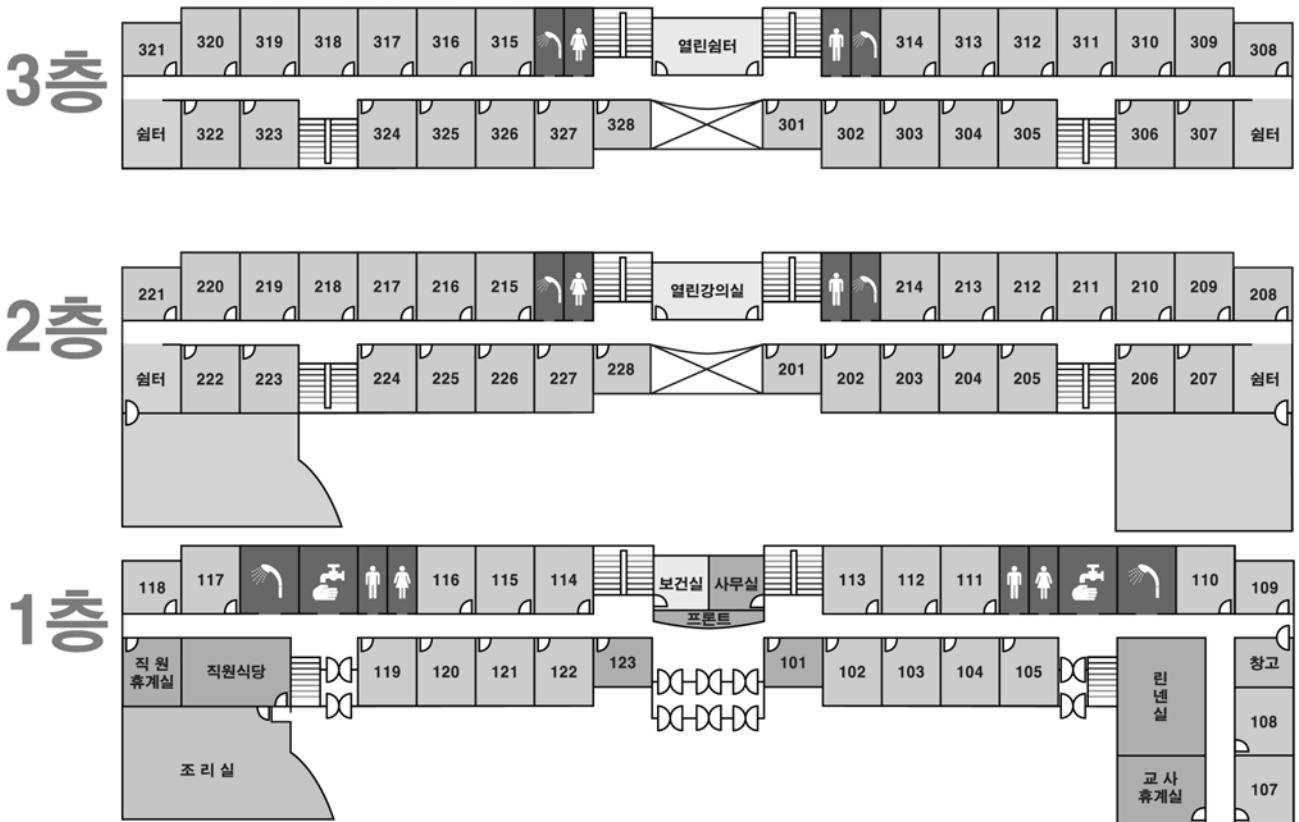 3층
321 320 319 318 317 316 315 열린쉼터 314 313 312 311 310 309 308
쉼터 322 323 324 325 326 327 328 301 302 303 304 305 306 307 쉼터
2층
221 220 219 218 217 216 215 열린강의실 214 213 212 211 210 209 208
쉼터 222 223 224 225 226 227 228 201 202 203 204 205 206 207 쉼터
1층
118 117 116 115 114 보건실 사무실 113 112 111 110 109
프론트
직 원
휴계실
직원식당 119 120 121 122 123 101 102 103 104 105
린
넨
실
창고
108
조 리 실
교 사
휴계실
107